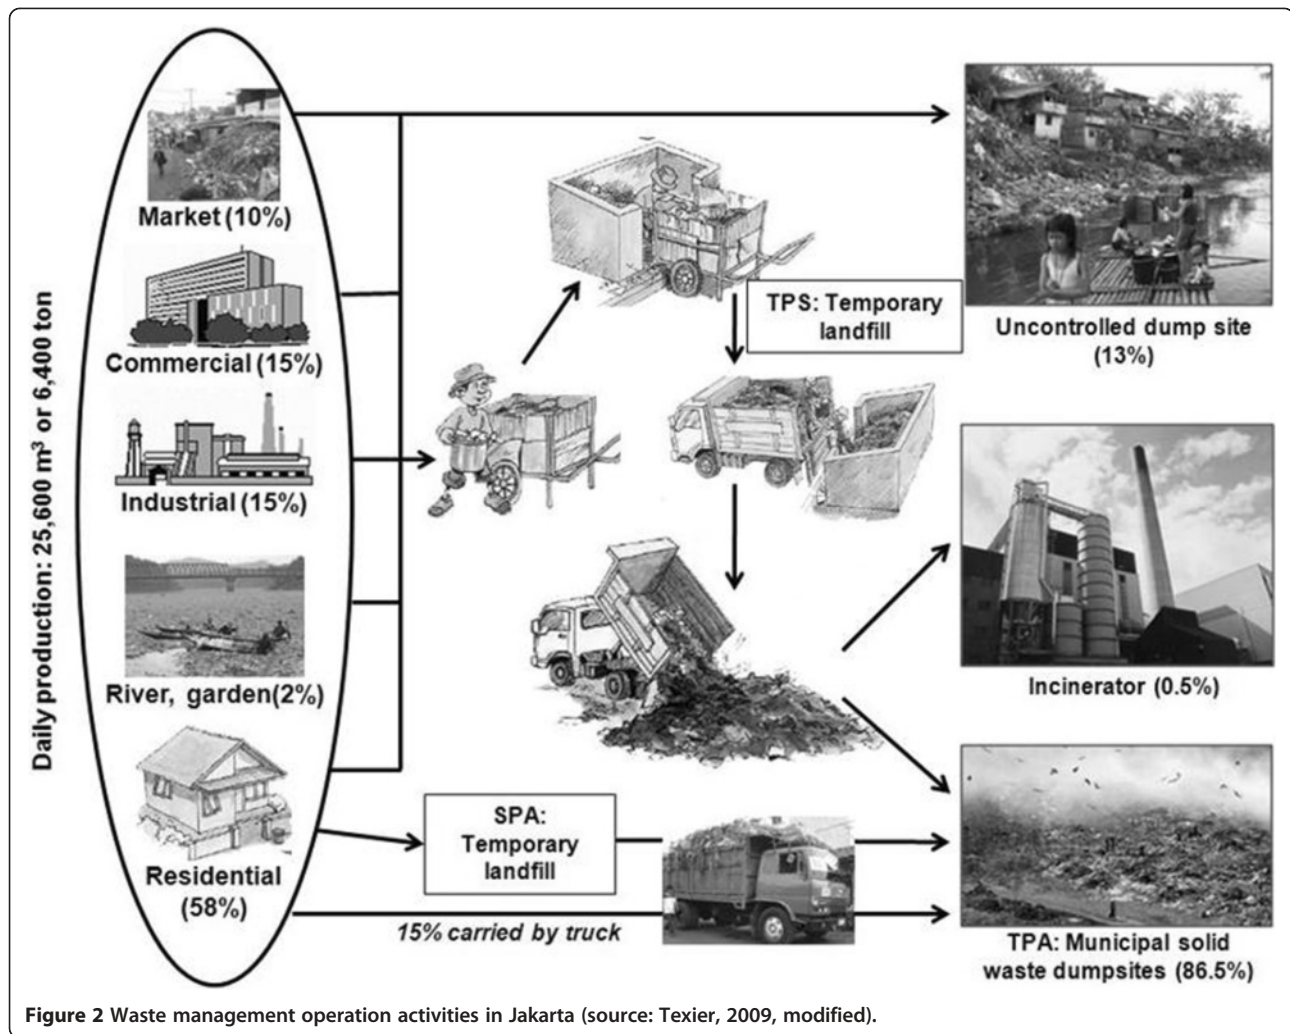 Daily production: 25,600 m³ or 6,400 ton
Market (10%)
Commercial (15%)
Industrial (15%)
River, garden(2%)
Residential
(58%)
TPS: Temporary
landfill
SPA:
Temporary
landfill
15% carried by truck
Uncontrolled dump site
(13%)
Incinerator (0.5%)
TPA: Municipal solid
waste dumpsites (86.5%)
Figure 2 Waste management operation activities in Jakarta (source: Texier, 2009, modified).